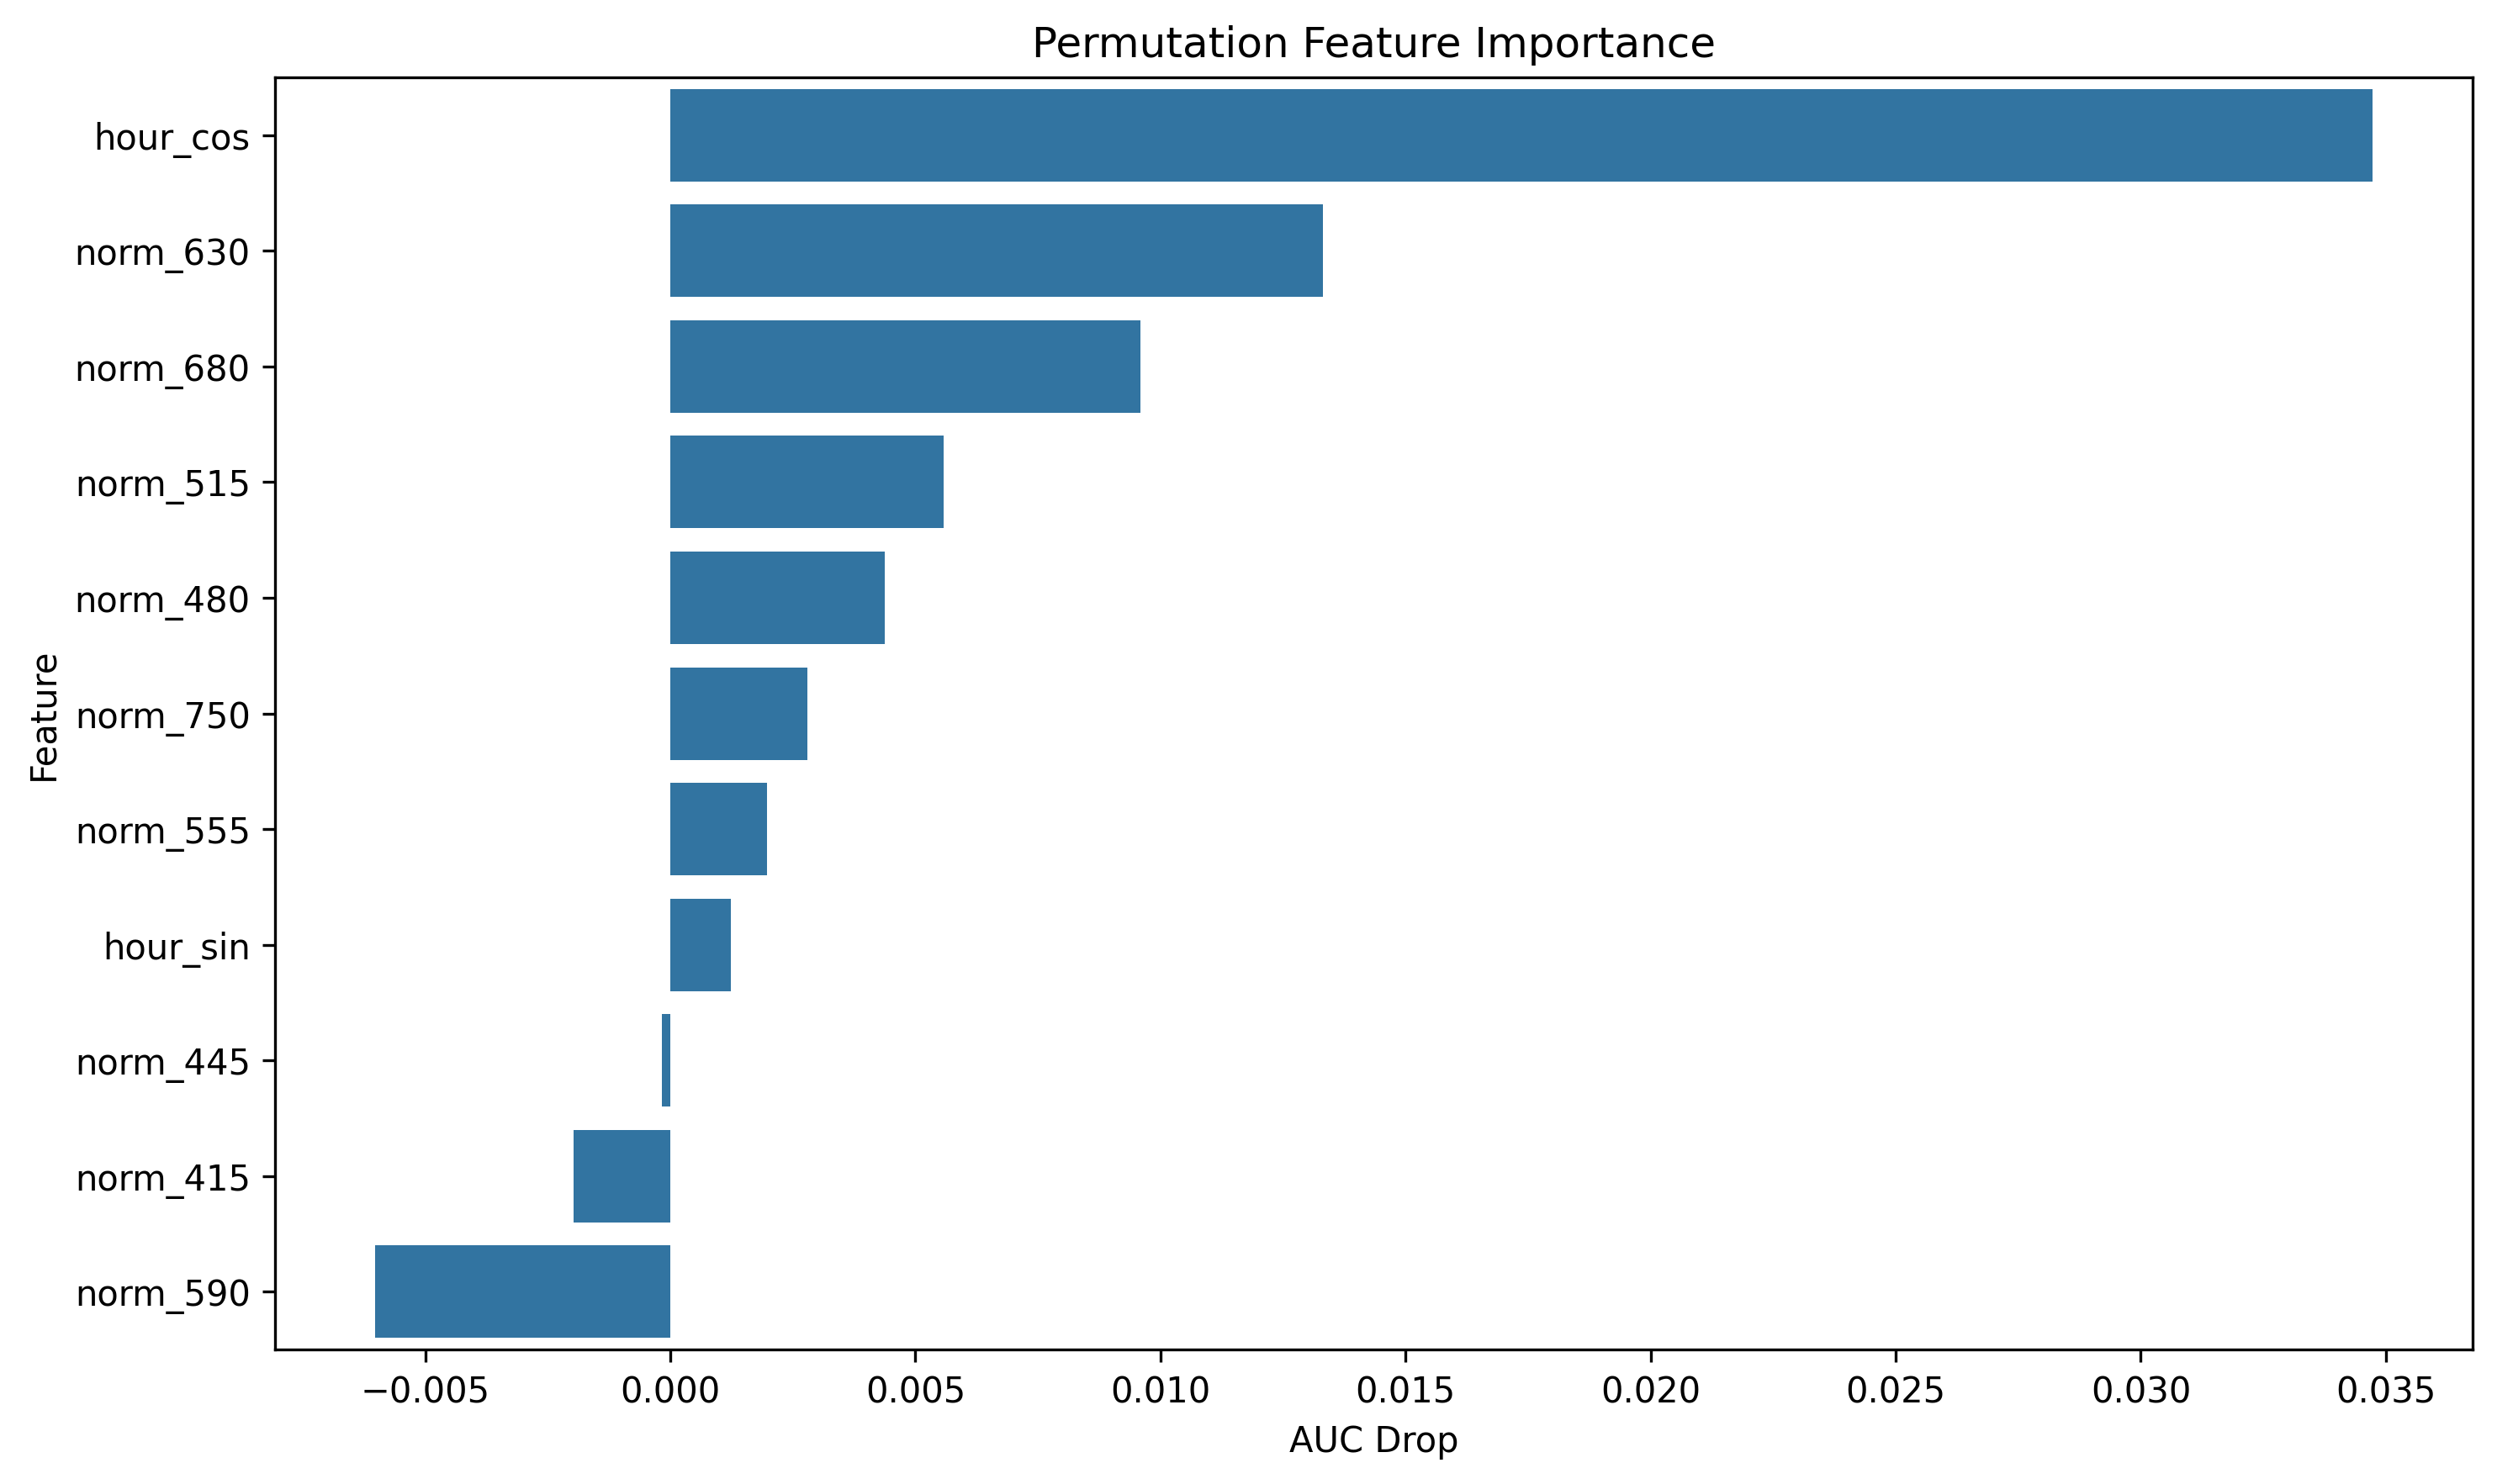 Permutation Feature Importance
hour_cos
norm_630
norm_680
norm_515
norm_480
norm_750
norm_555
hour_sin
norm_445
norm_415
norm_590
Feature
−0.005 0.000 0.005 0.010 0.015 0.020 0.025 0.030 0.035
AUC Drop